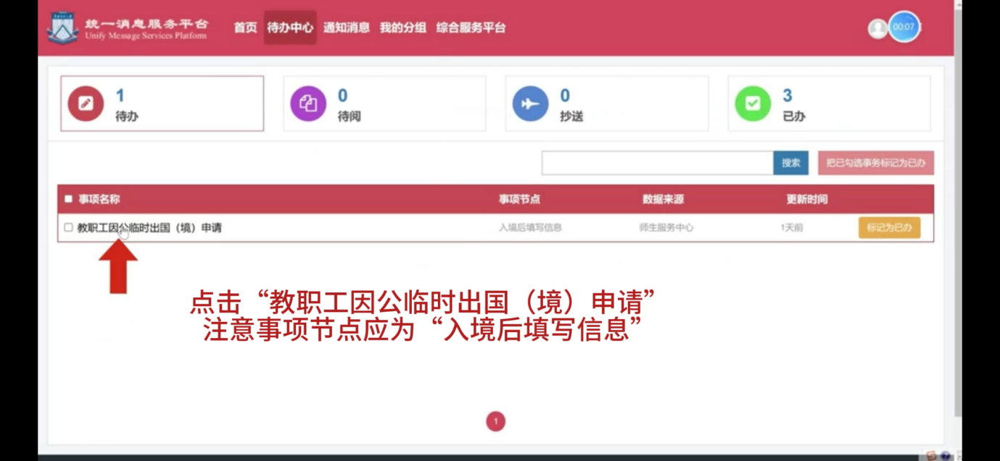 统一消息服务平台
Unify Message Services Platform
首页 待办中心 通知消息 我的分组 综合服务平台
00:07
1
待办
0
待阅
0
抄送
3
已办
搜索
把已勾选事务标记为已办
事项名称 事项节点 数据来源 更新时间
教职工因公临时出国（境）申请 入境后填写信息 师生服务中心 1天前 标记为已办
点击“教职工因公临时出国（境）申请”
注意事项节点应为“入境后填写信息”
1